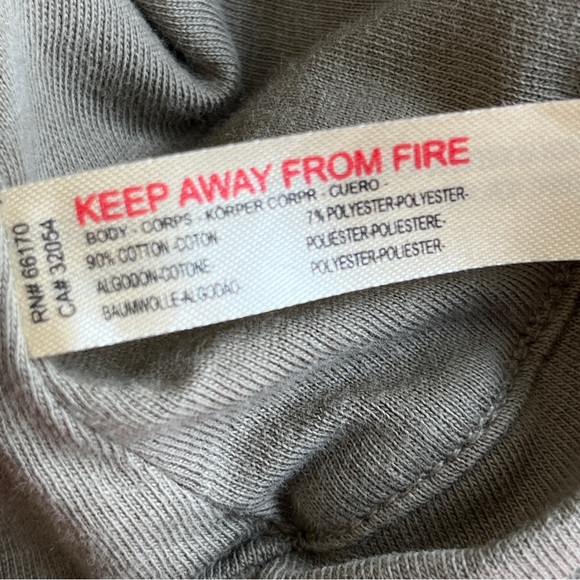 KEEP AWAY FROM FIRE
BODY - CORPS - KÖRPER CORPR - CUERO -
90% COTTON -COTON 7% POLYESTER-POLYESTER-
ALGODON-COTONE- POLIESTER-POLIESTERE-
BAUMWOLLE-ALGODÃO- POLYESTER-POLIESTER-
RN# 66170
CA# 32054